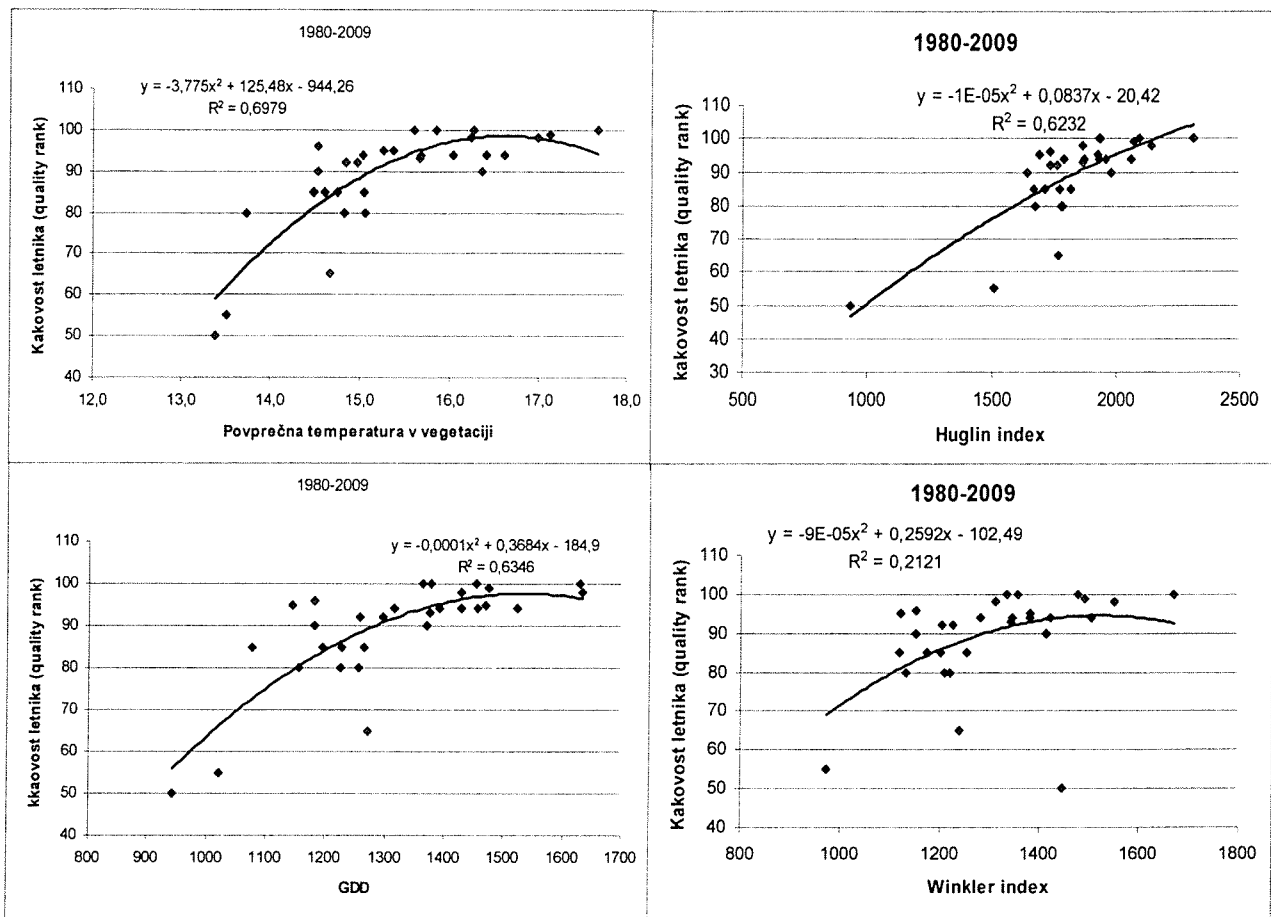 1980-2009
y = -3,775x² + 125,48x - 944,26
R² = 0,6979
Kakovost letnika (quality rank)
110
100
90
80
70
60
50
40
12,0 13,0 14,0 15,0 16,0 17,0 18,0
Povprečna temperatura v vegetaciji
1980-2009
y = -1E-05x² + 0,0837x - 20,42
R² = 0,6232
kakovost letnika (quality rank)
110
100
90
80
70
60
50
40
30
500 1000 1500 2000 2500
Huglin index
1980-2009
y = -0,0001x² + 0,3684x - 184,9
R² = 0,6346
kkaovost letnika (quality rank)
110
100
90
80
70
60
50
40
800 900 1000 1100 1200 1300 1400 1500 1600 1700
GDD
1980-2009
y = -9E-05x² + 0,2592x - 102,49
R² = 0,2121
Kakovost letnika (quality rank)
110
100
90
80
70
60
50
40
800 1000 1200 1400 1600 1800
Winkler index